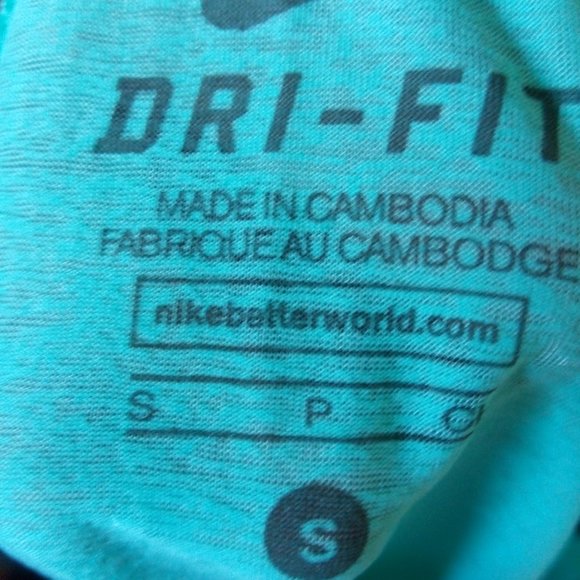 DRI-FIT
MADE IN CAMBODIA
FABRIQUE AU CAMBODGE
nikebetterworld.com
S P
S